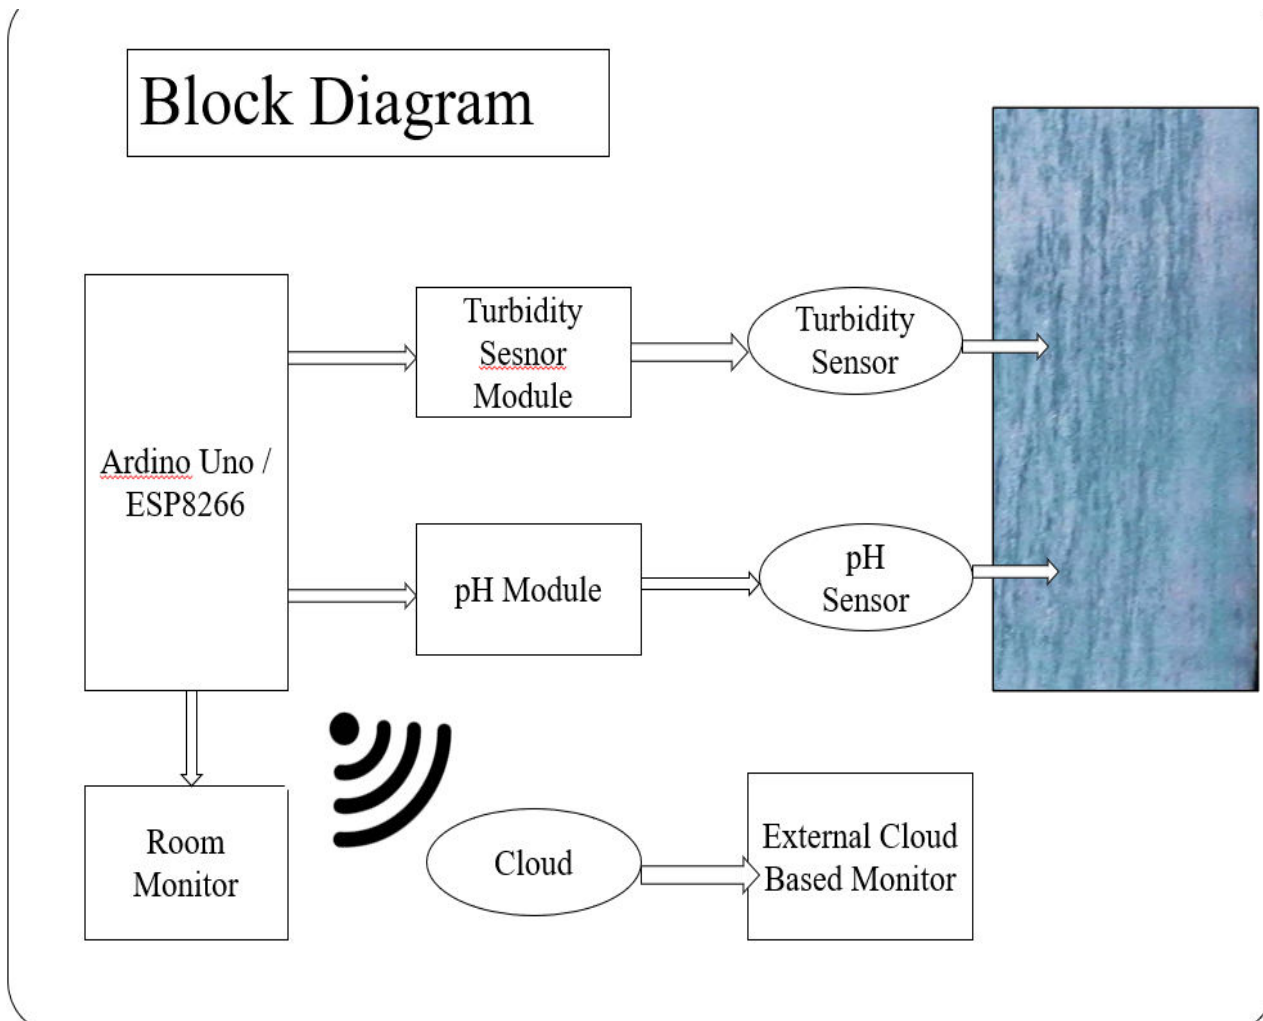 Block Diagram
Turbidity
Sesnor
Module
Turbidity
Sensor
Ardino Uno /
ESP8266
pH Module
pH
Sensor
Room
Monitor
Cloud
External Cloud
Based Monitor